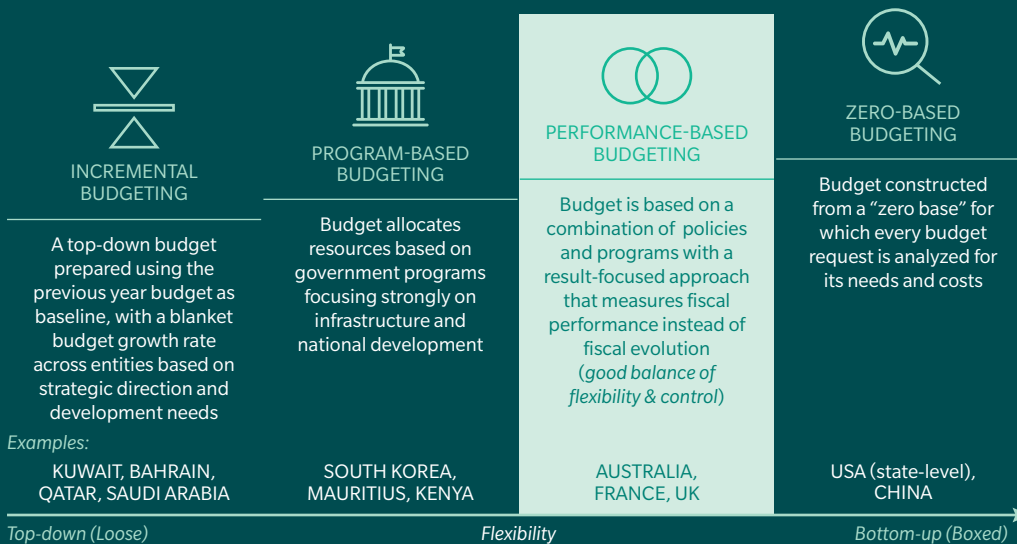 INCREMENTAL
BUDGETING
A top-down budget
prepared using the
previous year budget as
baseline, with a blanket
budget growth rate
across entities based on
strategic direction and
development needs
Examples:
KUWAIT, BAHRAIN,
QATAR, SAUDI ARABIA
PROGRAM-BASED
BUDGETING
Budget allocates
resources based on
government programs
focusing strongly on
infrastructure and
national development
SOUTH KOREA,
MAURITIUS, KENYA
PERFORMANCE-BASED
BUDGETING
Budget is based on a
combination of policies
and programs with a
result-focused approach
that measures fiscal
performance instead of
fiscal evolution
(good balance of
flexibility & control)
AUSTRALIA,
FRANCE, UK
ZERO-BASED
BUDGETING
Budget constructed
from a “zero base” for
which every budget
request is analyzed for
its needs and costs
USA (state-level),
CHINA
Top-down (Loose)
Flexibility
Bottom-up (Boxed)